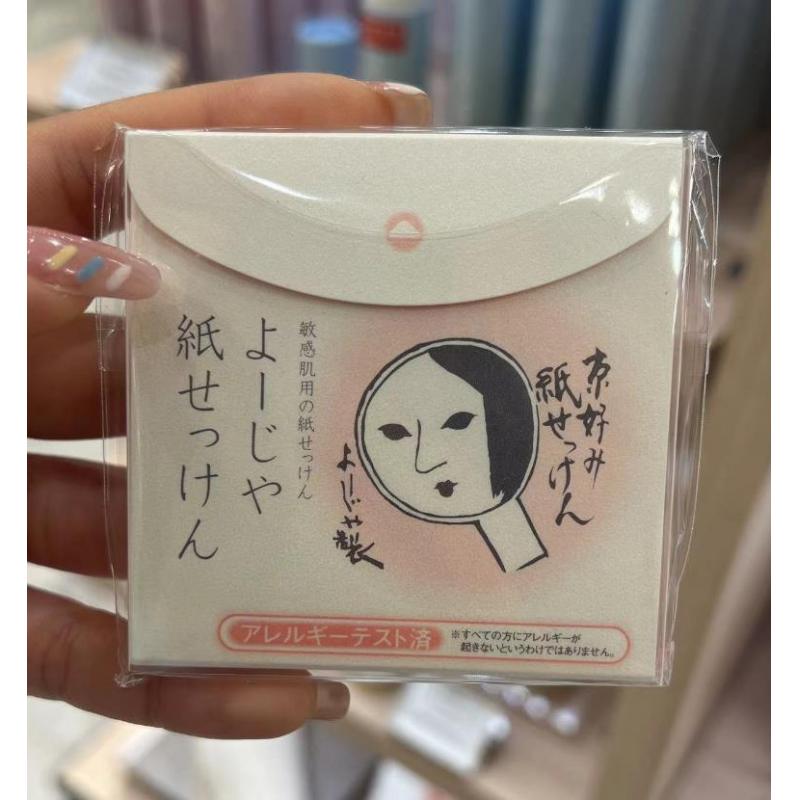 敏感肌用の紙せっけん
よーじや
紙せっけん
京好み
紙せっけん
よーじや製
アレルギーテスト済
※すべての方にアレルギーが
起きないというわけではありません。